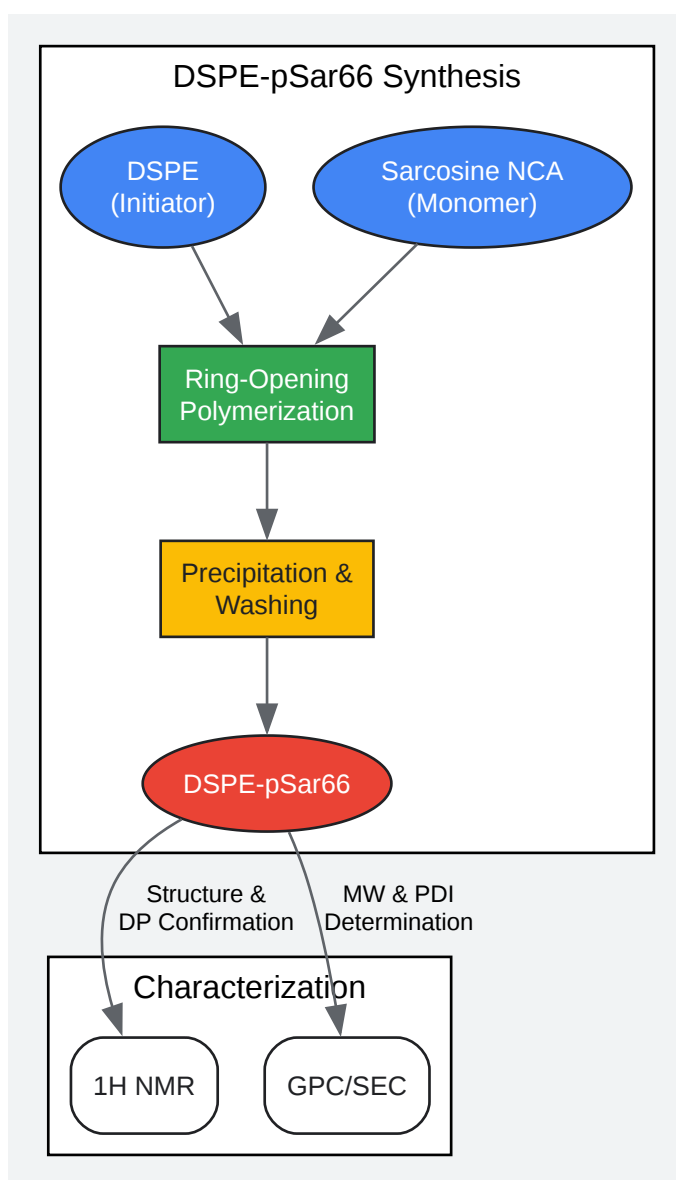 DSPE-pSar66 Synthesis
DSPE
(Initiator)
Sarcosine NCA
(Monomer)
Ring-Opening
Polymerization
Precipitation &
Washing
DSPE-pSar66
Structure &
DP Confirmation
MW & PDI
Determination
Characterization
1H NMR
GPC/SEC